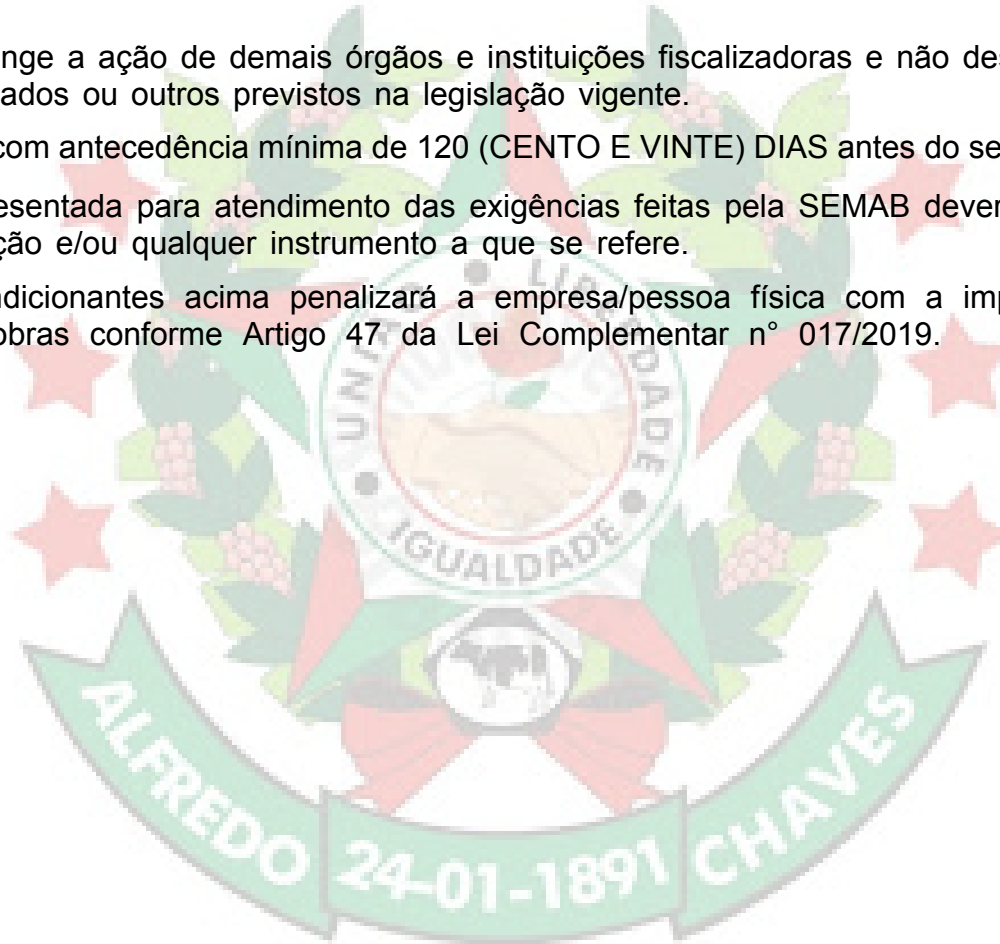 nge a ação de demais órgãos e instituições fiscalizadoras e não des
ados ou outros previstos na legislação vigente.
com antecedência mínima de 120 (CENTO E VINTE) DIAS antes do se
esentada para atendimento das exigências feitas pela SEMAB dever
ção e/ou qualquer instrumento a que se refere.
ndicionantes acima penalizará a empresa/pessoa física com a imp
obras conforme Artigo 47 da Lei Complementar n° 017/2019.
UNIÃO • LIBERDADE • IGUALDADE •
ALFREDO 24-01-1891 CHAVES